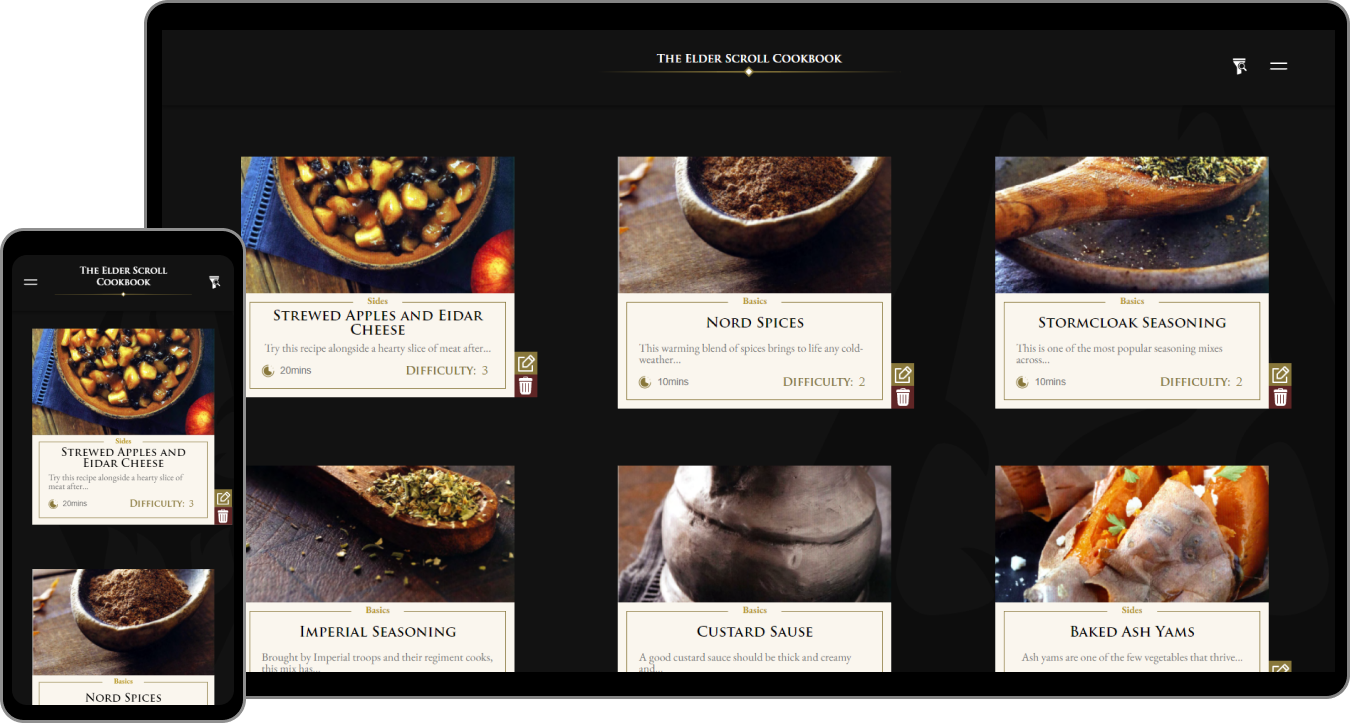 THE ELDER SCROLL COOKBOOK
Sides
STREWED APPLES AND EIDAR
CHEESE
Try this recipe alongside a hearty slice of meat after...
20mins
DIFFICULTY: 3
Basics
NORD SPICES
This warming blend of spices brings to life any cold-
weather...
10mins
DIFFICULTY: 2
Basics
STORMCLOAK SEASONING
This is one of the most popular seasoning mixes
across...
10mins
DIFFICULTY: 2
Basics
IMPERIAL SEASONING
Brought by Imperial troops and their regiment cooks,
this mix has...
Basics
CUSTARD SAUSE
A good custard sauce should be thick and creamy
and...
Sides
BAKED ASH YAMS
Ash yams are one of the few vegetables that thrive...
THE ELDER SCROLL
COOKBOOK
Sides
STREWED APPLES AND
EIDAR CHEESE
Try this recipe alongside a hearty slice of
meat after...
20mins
DIFFICULTY: 3
Basics
NORD SPICES